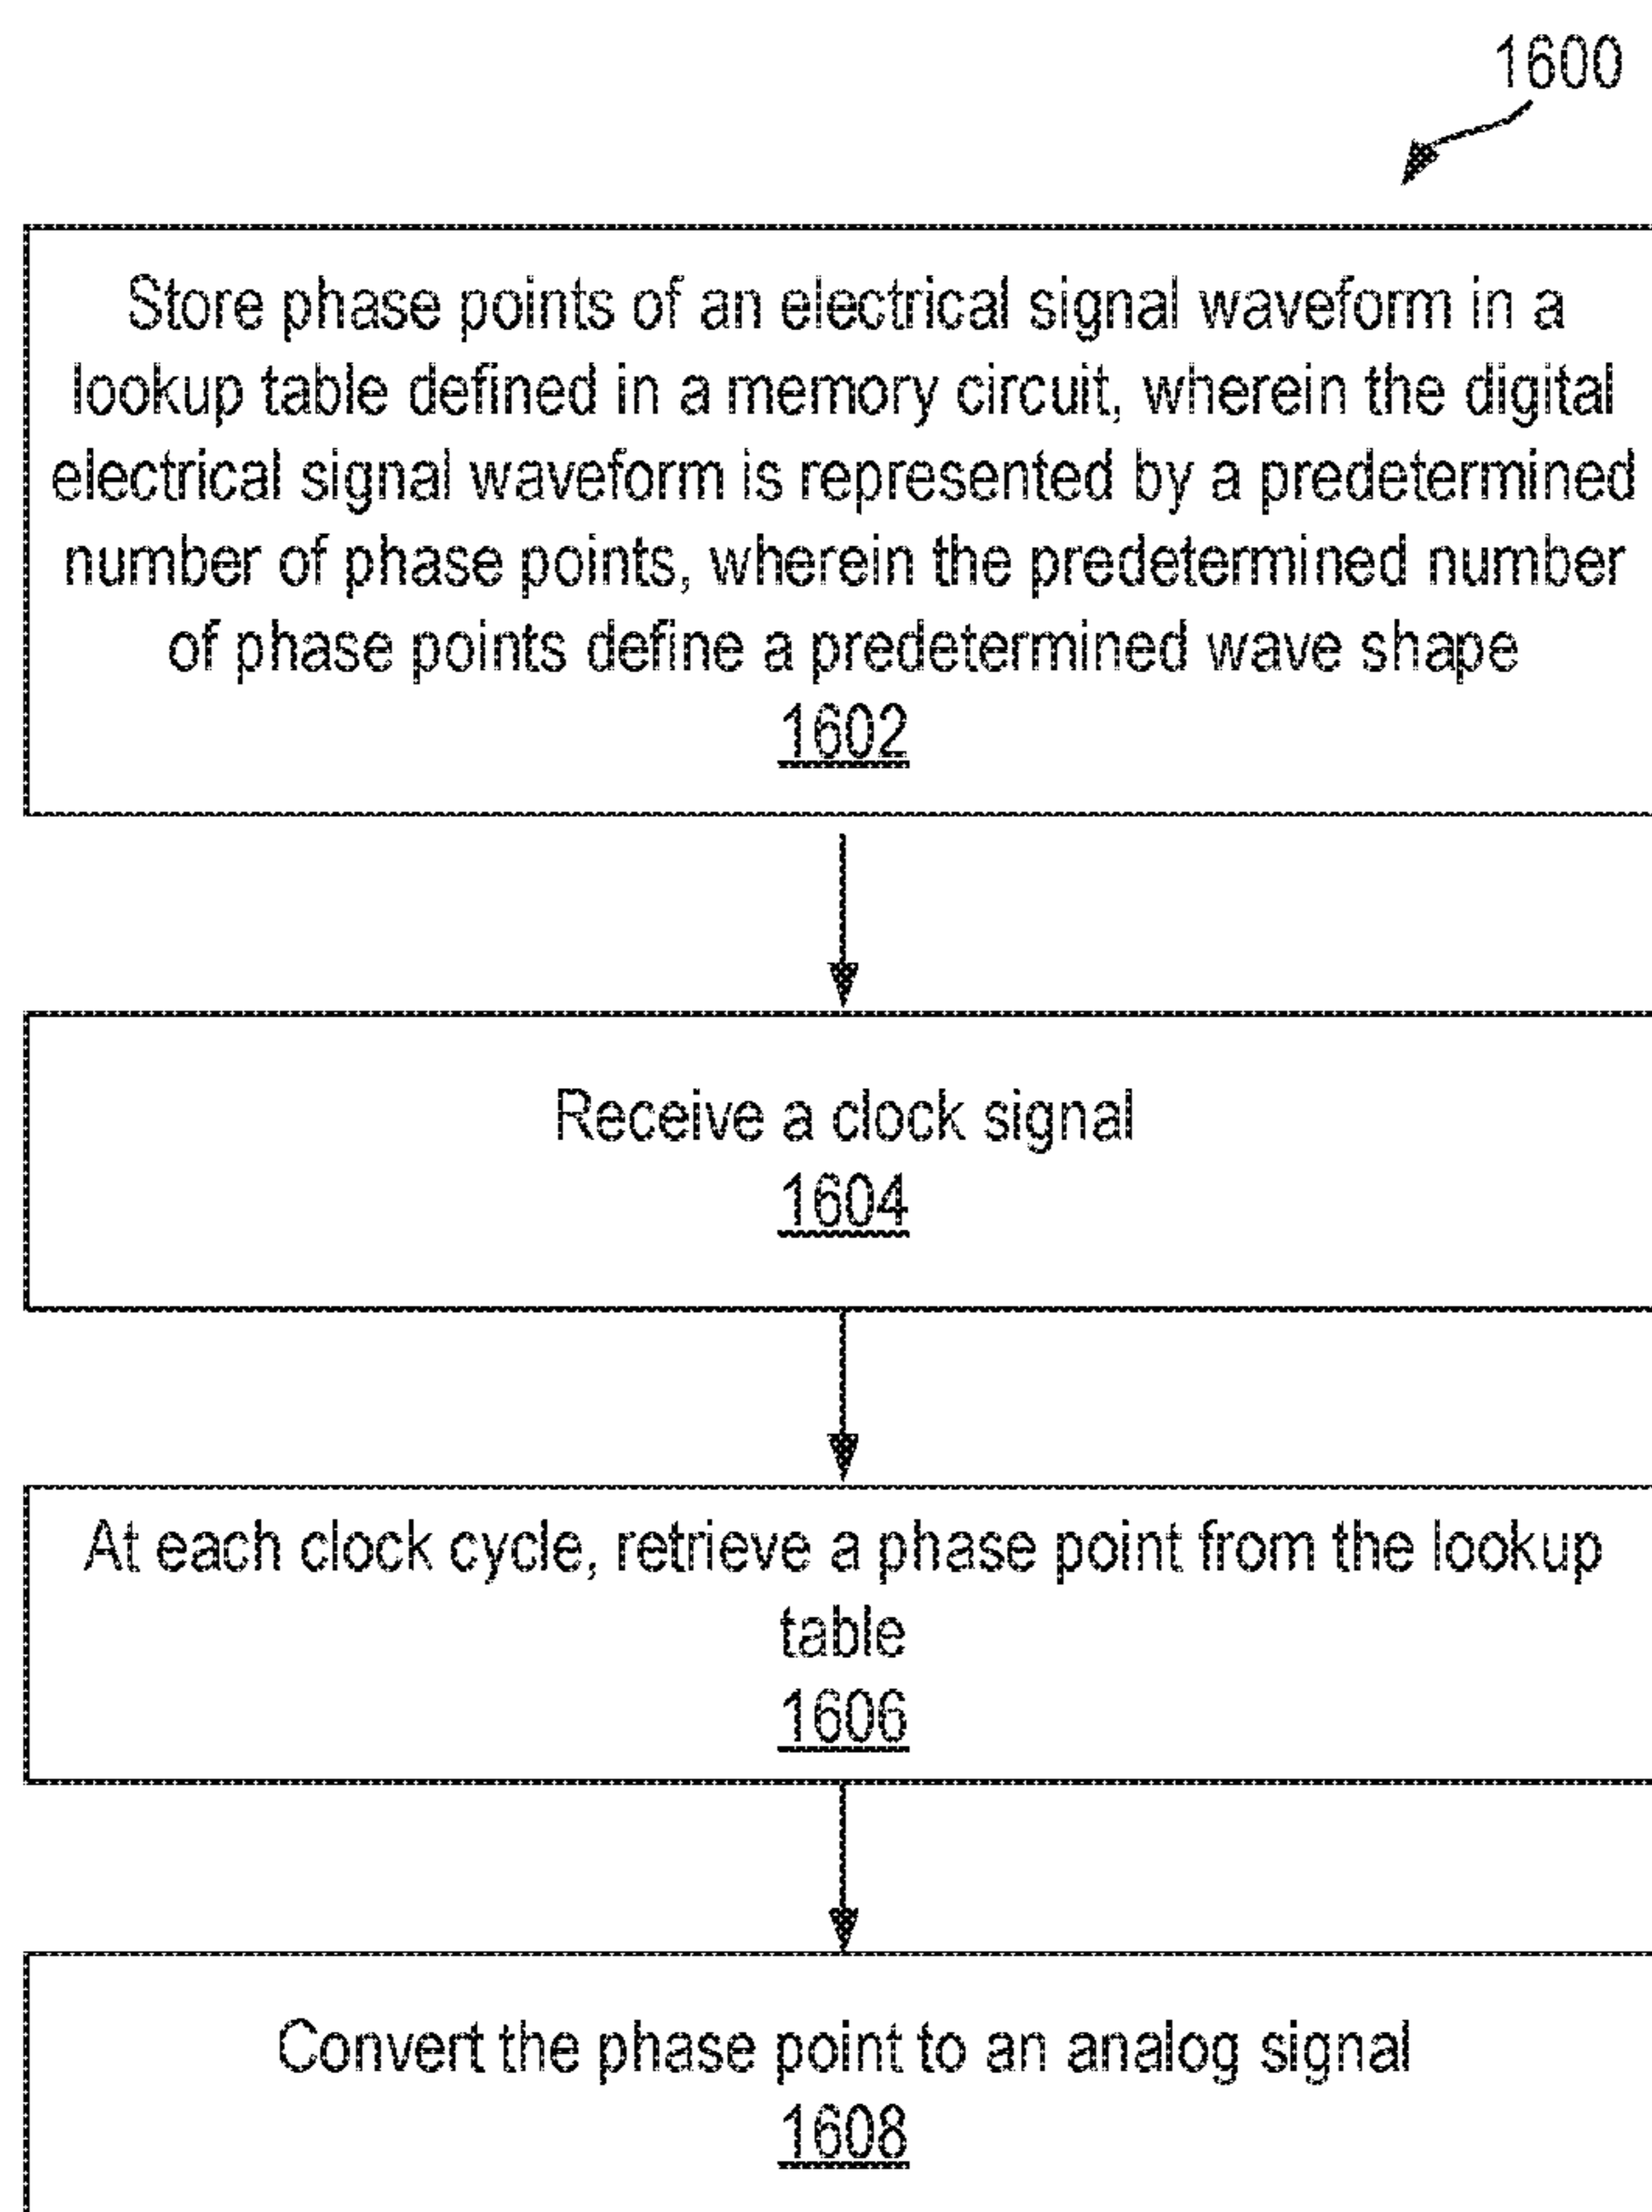 1600
Store phase points of an electrical signal waveform in a
lookup table defined in a memory circuit, wherein the digital
electrical signal waveform is represented by a predetermined
number of phase points, wherein the predetermined number
of phase points define a predetermined wave shape
1602
Receive a clock signal
1604
At each clock cycle, retrieve a phase point from the lookup
table
1606
Convert the phase point to an analog signal
1608